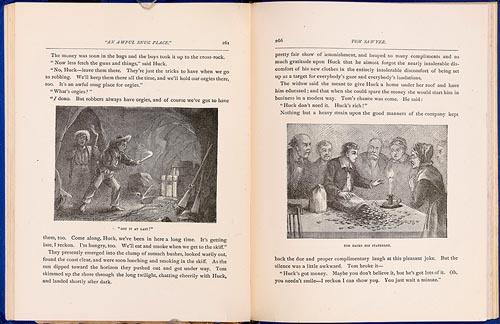 "AN AWFUL SNUG PLACE." 261
The money was soon in the bags and the boys took it up to the cross-rock.
"Now less fetch the guns and things," said Huck.
"No, Huck—leave them there. They're just the tricks to have when we go
to robbing. We'll keep them there all the time, and we'll hold our orgies there,
too. It's an awful snug place for orgies."
"What's orgies?"
"I dono. But robbers always have orgies, and of course we've got to have
"GOT IT AT LAST!"
them, too. Come along, Huck, we've been in here a long time. It's getting
late, I reckon. I'm hungry, too. We'll eat and smoke when we get to the skiff."
They presently emerged into the clump of sumach bushes, looked warily out,
found the coast clear, and were soon lunching and smoking in the skiff. As the
sun dipped toward the horizon they pushed out and got under way. Tom
skimmed up the shore through the long twilight, chatting cheerily with Huck,
and landed shortly after dark.
266 TOM SAWYER.
pretty fair show of astonishment, and heaped so many compliments and so
much gratitude upon Huck that he almost forgot the nearly intolerable dis-
comfort of his new clothes in the entirely intolerable discomfort of being set
up as a target for everybody's gaze and everybody's laudations.
The widow said she meant to give Huck a home under her roof and have
him educated; and that when she could spare the money she would start him in
business in a modest way. Tom's chance was come. He said:
"Huck don't need it. Huck's rich!"
Nothing but a heavy strain upon the good manners of the company kept
TOM BACKS HIS STATEMENT.
back the due and proper complimentary laugh at this pleasant joke. But the
silence was a little awkward. Tom broke it—
"Huck's got money. Maybe you don't believe it, but he's got lots of it. Oh,
you needn't smile—I reckon I can show you. You just wait a minute."